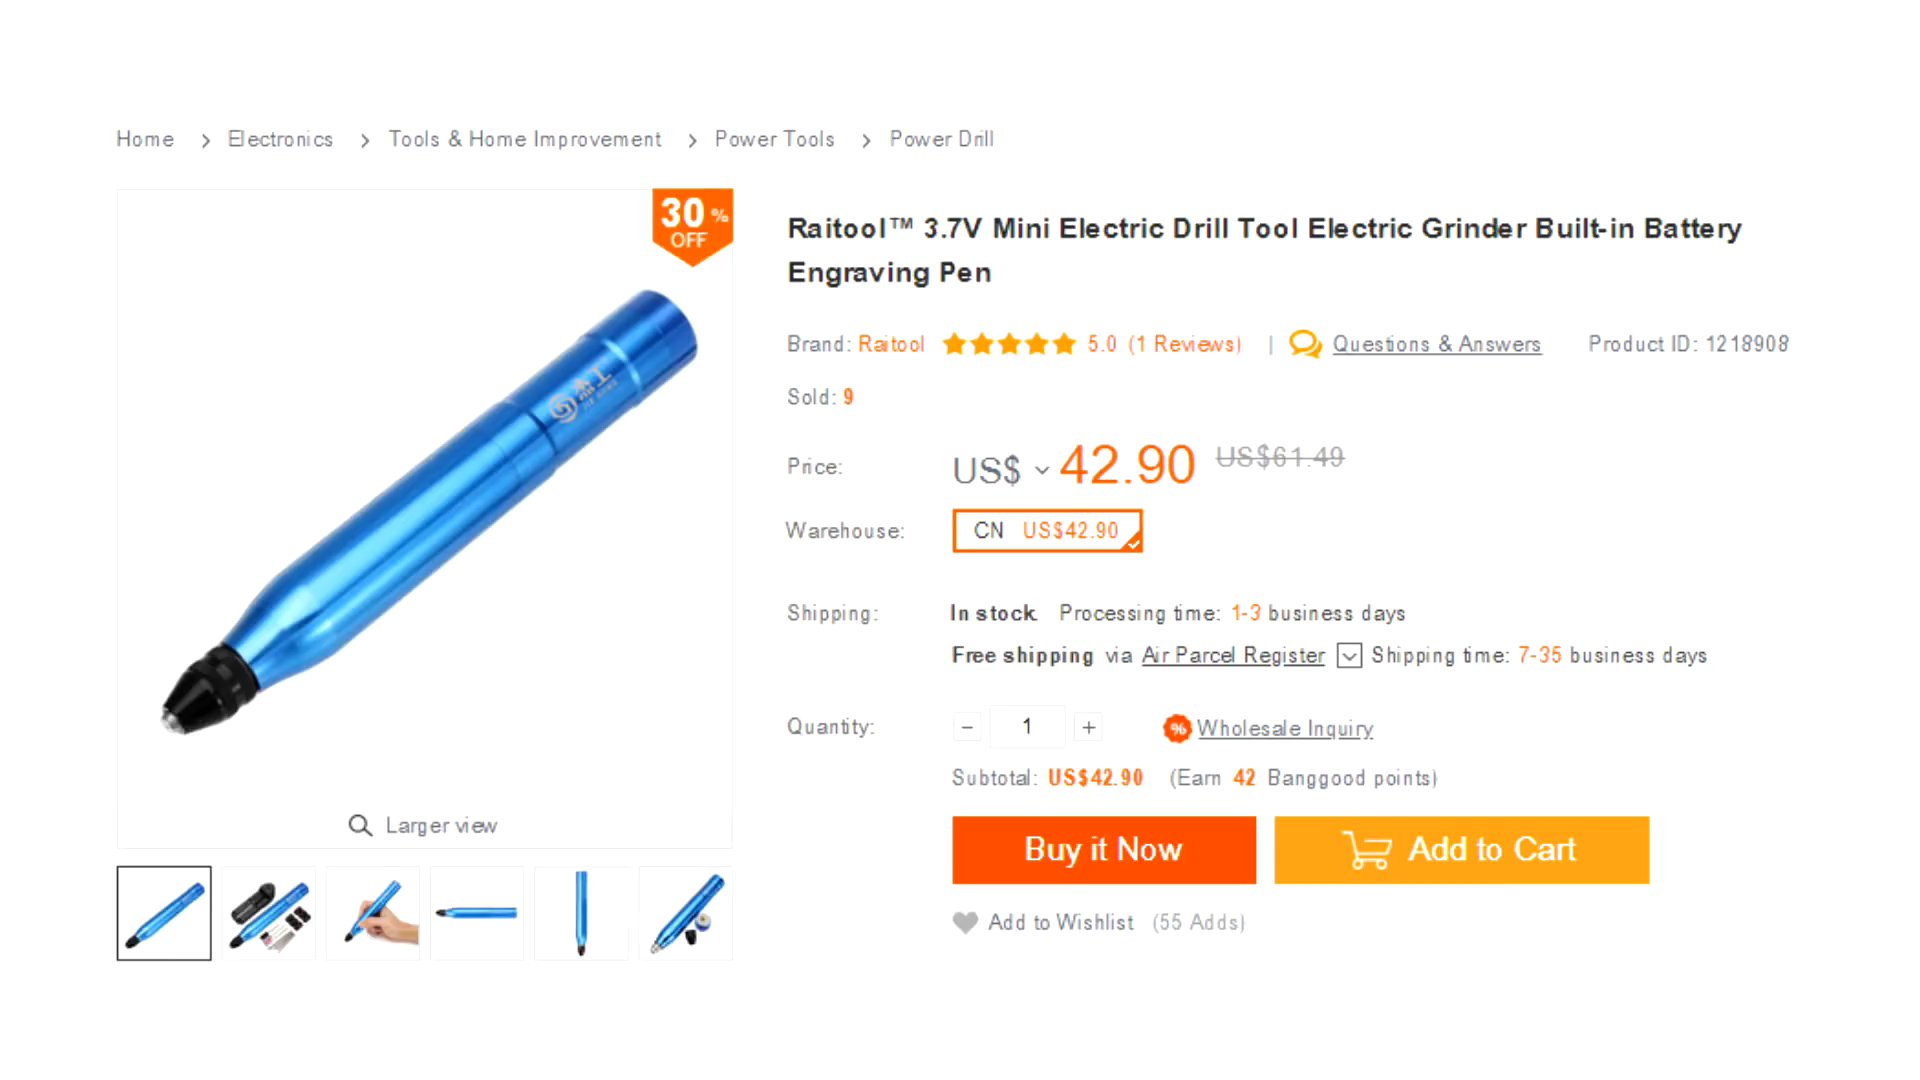 Home > Electronics > Tools & Home Improvement > Power Tools > Power Drill
30 %
OFF
Raitool™ 3.7V Mini Electric Drill Tool Electric Grinder Built-in Battery
Engraving Pen
Brand: Raitool 5.0 (1 Reviews) | Questions & Answers Product ID: 1218908
Sold: 9
Price: US$ 42.90 US$61.49
Warehouse: CN US$42.90
Shipping: In stock Processing time: 1-3 business days
Free shipping via Air Parcel Register Shipping time: 7-35 business days
Quantity: - 1 + % Wholesale Inquiry
Subtotal: US$42.90 (Earn 42 Banggood points)
Larger view
Buy it Now Add to Cart
Add to Wishlist (55 Adds)